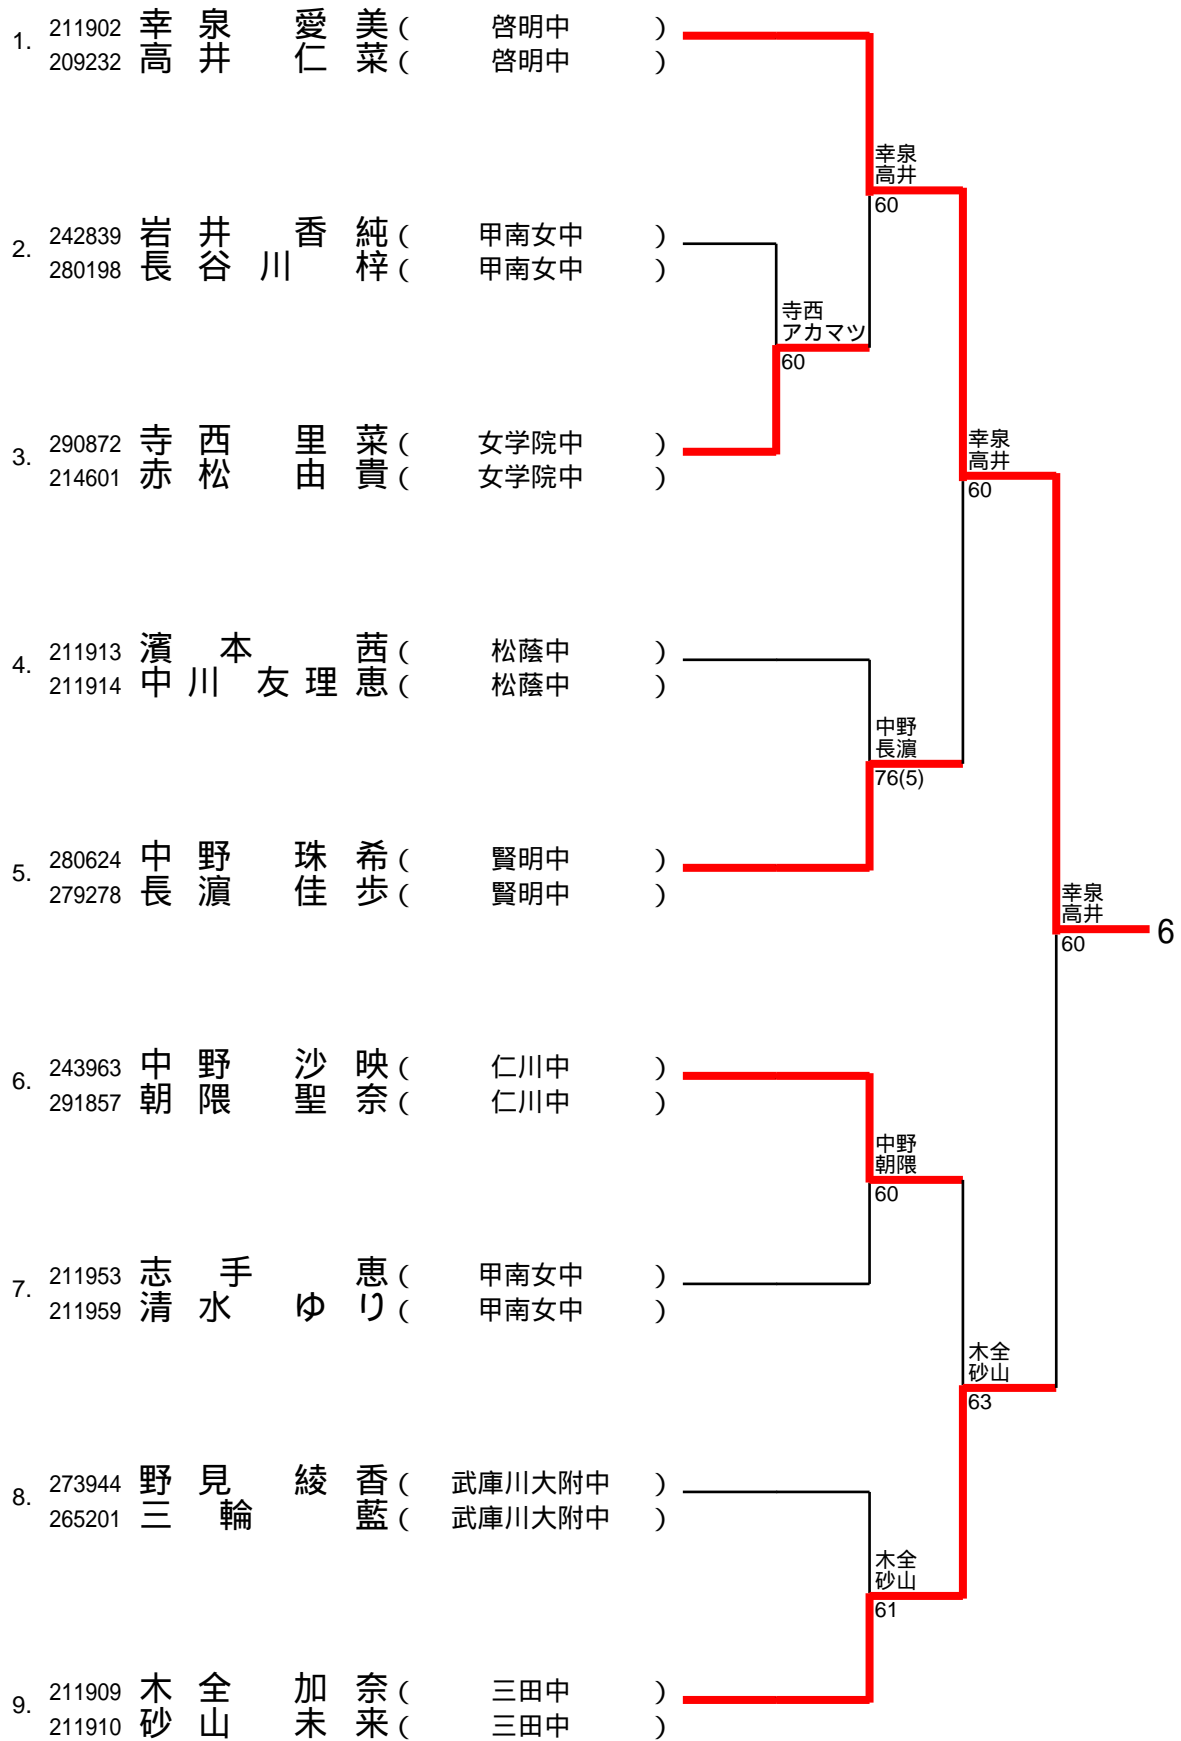 1. 211902 幸泉 愛美 ( 啓明中 )
209232 高井 仁菜 ( 啓明中 )
幸泉
高井
60
2. 242839 岩井 香純 ( 甲南女中 )
280198 長谷川 梓 ( 甲南女中 )
寺西
アカマツ
60
3. 290872 寺西 里菜 ( 女学院中 )
214601 赤松 由貴 ( 女学院中 )
幸泉
高井
60
4. 211913 濱本 茜 ( 松蔭中 )
211914 中川 友理恵 ( 松蔭中 )
中野
長濵
76(5)
5. 280624 中野 珠希 ( 賢明中 )
279278 長濵 佳歩 ( 賢明中 )
幸泉
高井
60
6
6. 243963 中野 沙映 ( 仁川中 )
291857 朝隈 聖奈 ( 仁川中 )
中野
朝隈
60
7. 211953 志手 恵 ( 甲南女中 )
211959 清水 ゆり ( 甲南女中 )
木全
砂山
63
8. 273944 野見 綾香 ( 武庫川大附中 )
265201 三輪 藍 ( 武庫川大附中 )
木全
砂山
61
9. 211909 木全 加奈 ( 三田中 )
211910 砂山 未来 ( 三田中 )